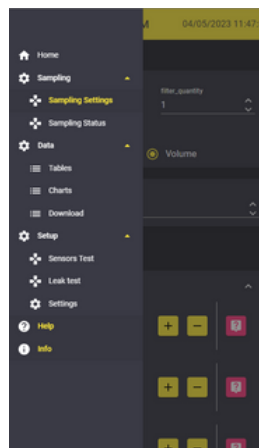 M 04/05/2023 11:47:
Home
Sampling
Sampling Settings
Sampling Status
Data
Tables
Charts
Download
Setup
Sensors Test
Leak test
Settings
Help
Info
filter_quantity
1
Volume
+ −
+ −
+ −